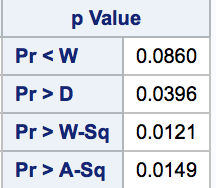 p Value
Pr < W 0.0860
Pr > D 0.0396
Pr > W-Sq 0.0121
Pr > A-Sq 0.0149